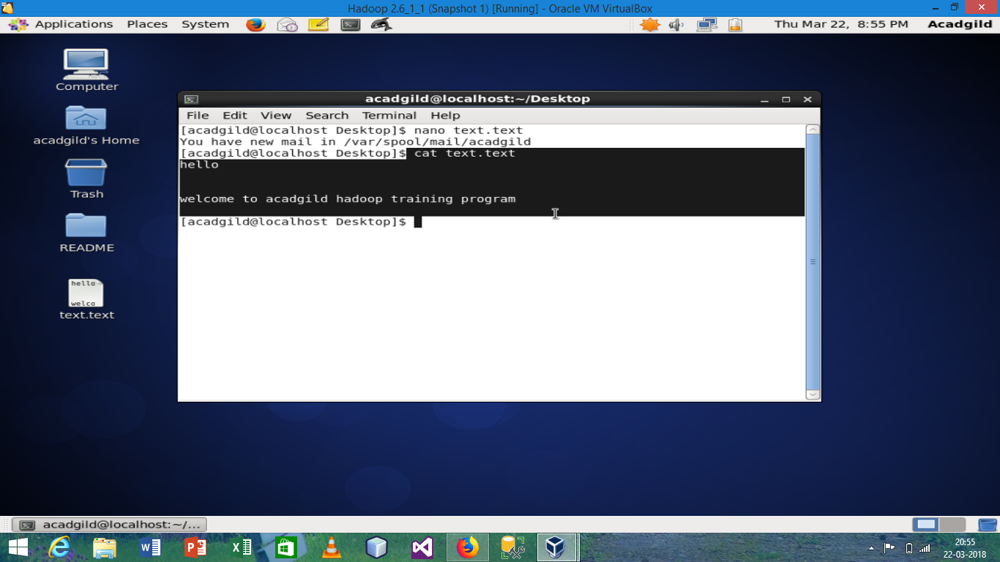 Hadoop 2.6_1_1 (Snapshot 1) [Running] - Oracle VM VirtualBox
Applications Places System Thu Mar 22, 8:55 PM Acadgild
Computer
acadgild's Home
Trash
README
hello
welco
text.text
acadgild@localhost:~/Desktop
File Edit View Search Terminal Help
[acadgild@localhost Desktop]$ nano text.text
You have new mail in /var/spool/mail/acadgild
[acadgild@localhost Desktop]$ cat text.text
hello
welcome to acadgild hadoop training program
[acadgild@localhost Desktop]$
acadgild@localhost:~/...
20:55
22-03-2018